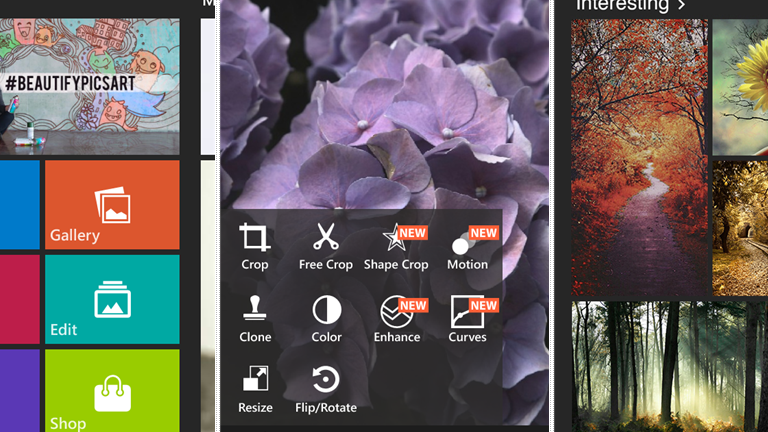 #BEAUTIFYPICSART
Gallery
Edit
Shop
Crop
Free Crop
NEW
Shape Crop
NEW
Motion
Clone
Color
NEW
Enhance
NEW
Curves
Resize
Flip/Rotate
Interesting >